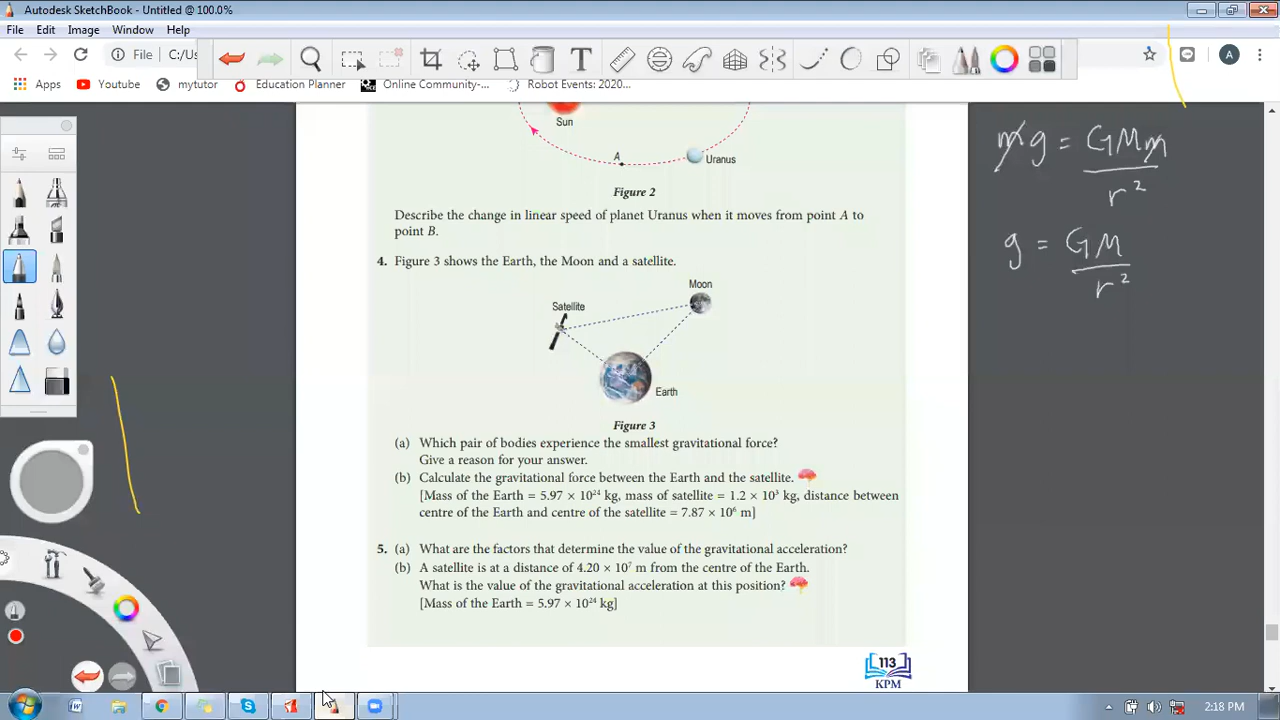 Autodesk SketchBook - Untitled @ 100.0%
File Edit Image Window Help
File C:/Us
A
Apps Youtube mytutor Education Planner Online Community-... Robot Events: 2020...
Sun
A
Uranus
Figure 2
Describe the change in linear speed of planet Uranus when it moves from point A to
point B.
4. Figure 3 shows the Earth, the Moon and a satellite.
Moon
Satellite
Earth
Figure 3
(a) Which pair of bodies experience the smallest gravitational force?
Give a reason for your answer.
(b) Calculate the gravitational force between the Earth and the satellite.
[Mass of the Earth = 5.97 × 10²⁴ kg, mass of satellite = 1.2 × 10³ kg, distance between
centre of the Earth and centre of the satellite = 7.87 × 10⁶ m]
5. (a) What are the factors that determine the value of the gravitational acceleration?
(b) A satellite is at a distance of 4.20 × 10⁷ m from the centre of the Earth.
What is the value of the gravitational acceleration at this position?
[Mass of the Earth = 5.97 × 10²⁴ kg]
113
KPM
mg = GMm
r²
g = GM
r²
2:18 PM